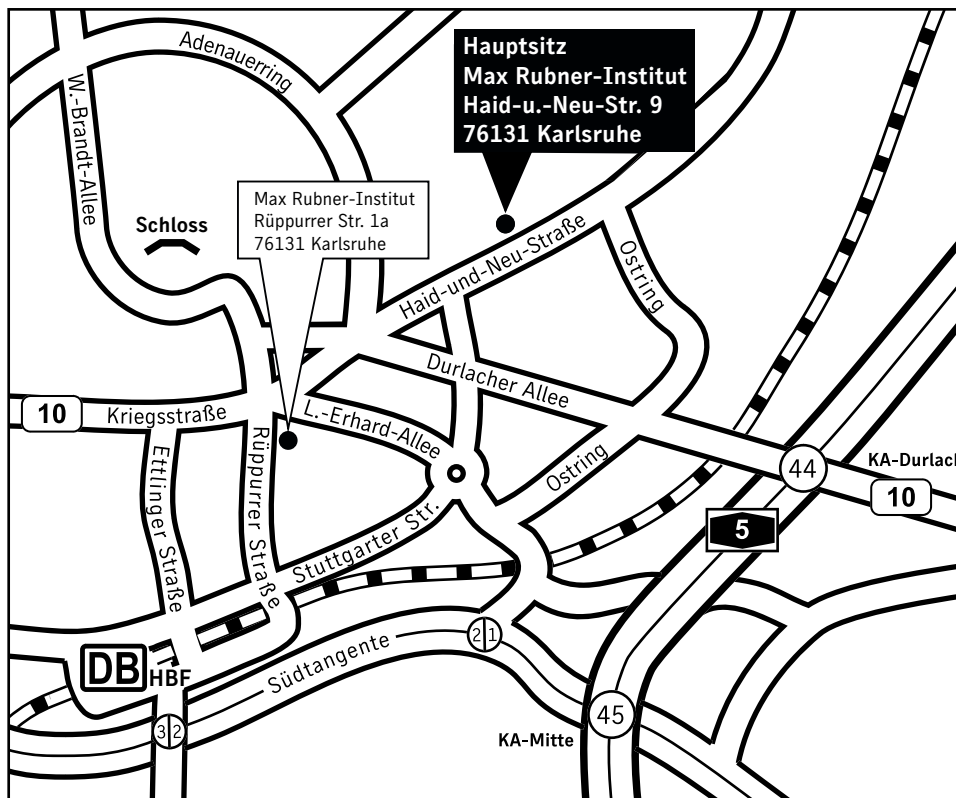 Adenauerring
W.-Brandt-Allee
Hauptsitz
Max Rubner-Institut
Haid-u.-Neu-Str. 9
76131 Karlsruhe
Max Rubner-Institut
Rüppurrer Str. 1a
76131 Karlsruhe
Schloss
Haid-und-Neu-Straße
Ostring
Durlacher Allee
10
Kriegsstraße
L.-Erhard-Allee
Ettlinger Straße
Rüppurrer Straße
Ostring
44
KA-Durlach
10
5
Stuttgarter Str.
DB
HBF
Südtangente
2 1
3 2
45
KA-Mitte